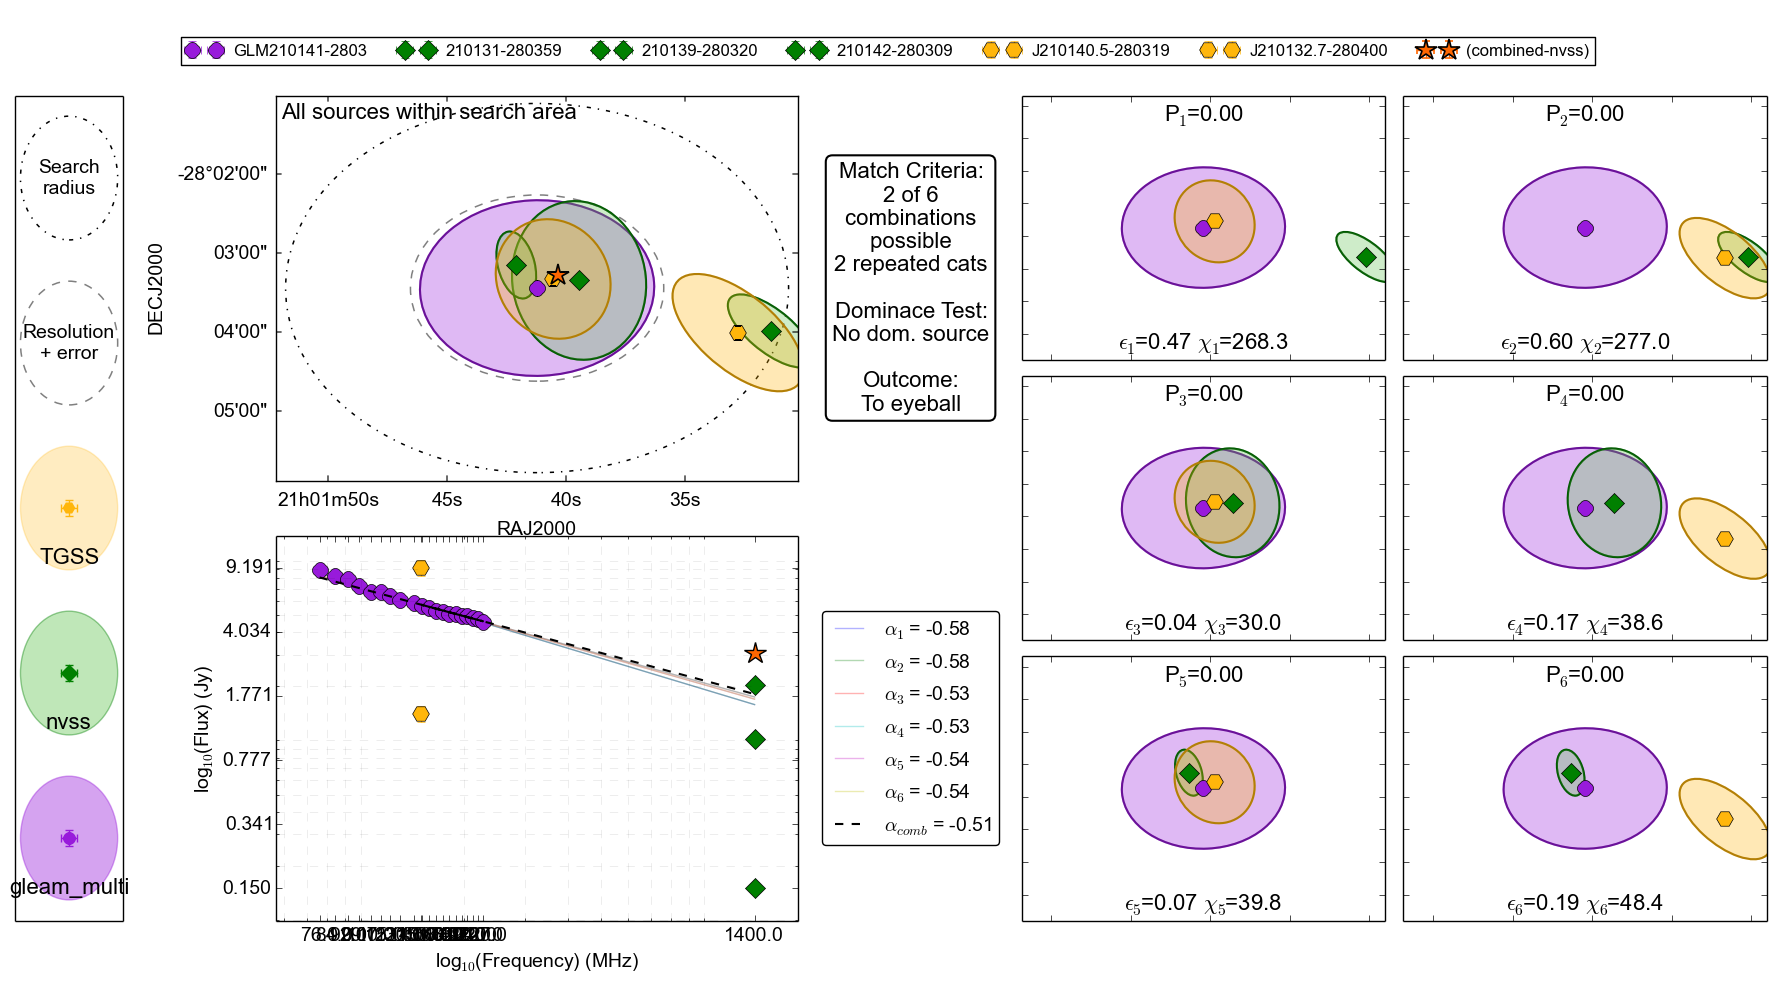 GLM210141-2803
210131-280359
210139-280320
210142-280309
J210140.5-280319
J210132.7-280400
(combined-nvss)
Search
radius
Resolution
+ error
TGSS
nvss
gleam_multi
All sources within search area
DECJ2000
-28°02'00"
03'00"
04'00"
05'00"
21h01m50s
45s
40s
35s
RAJ2000
Match Criteria:
2 of 6
combinations
possible
2 repeated cats
Dominace Test:
No dom. source
Outcome:
To eyeball
log₁₀(Flux) (Jy)
9.191
4.034
1.771
0.777
0.341
0.150
1400.0
log₁₀(Frequency) (MHz)
α₁ = -0.58
α₂ = -0.58
α₃ = -0.53
α₄ = -0.53
α₅ = -0.54
α₆ = -0.54
α_comb = -0.51
P₁=0.00
ϵ₁=0.47 χ₁=268.3
P₂=0.00
ϵ₂=0.60 χ₂=277.0
P₃=0.00
ϵ₃=0.04 χ₃=30.0
P₄=0.00
ϵ₄=0.17 χ₄=38.6
P₅=0.00
ϵ₅=0.07 χ₅=39.8
P₆=0.00
ϵ₆=0.19 χ₆=48.4